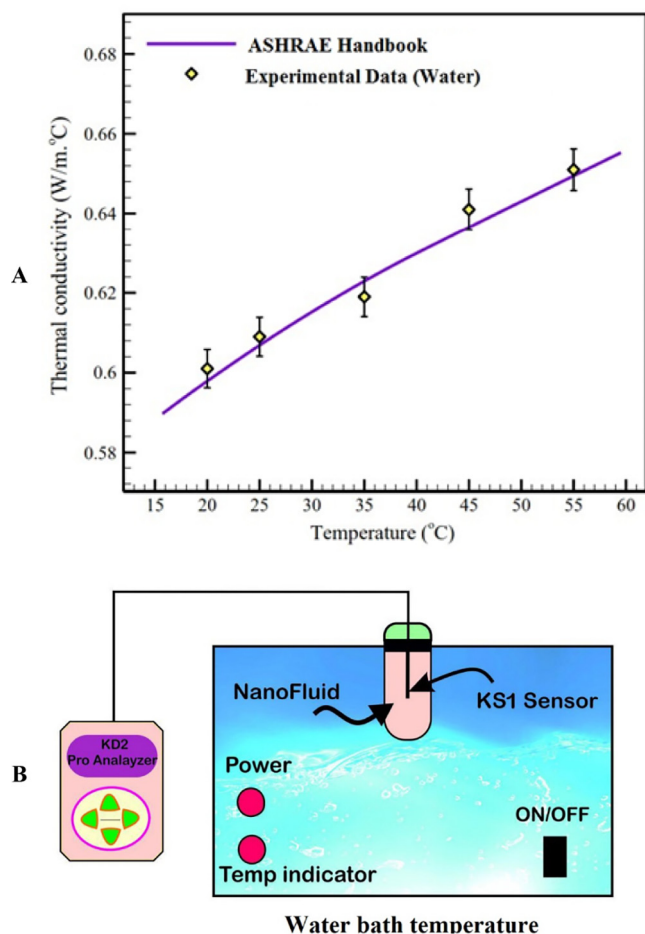 A
ASHRAE Handbook
Experimental Data (Water)
Thermal conductivity (W/m.°C)
0.68
0.66
0.64
0.62
0.6
0.58
15 20 25 30 35 40 45 50 55 60
Temperature (°C)
B
KD2
Pro Analayzer
NanoFluid
KS1 Sensor
Power
Temp indicator
ON/OFF
Water bath temperature